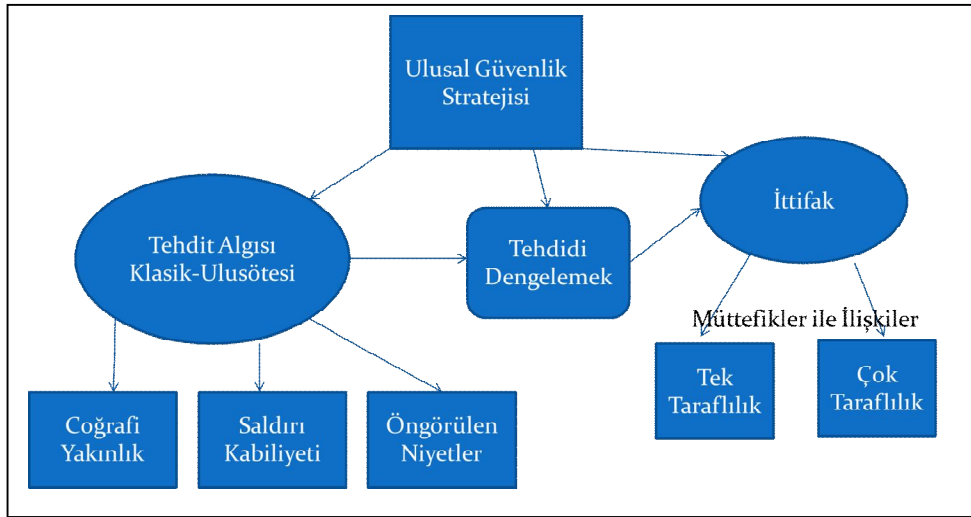 Ulusal Güvenlik
Stratejisi
İttifak
Tehdit Algısı
Klasik-Ulusötesi
Tehdidi
Dengelemek
Müttefikler ile İlişkiler
Coğrafi
Yakınlık
Saldırı
Kabiliyeti
Öngörülen
Niyetler
Tek
Taraflılık
Çok
Taraflılık